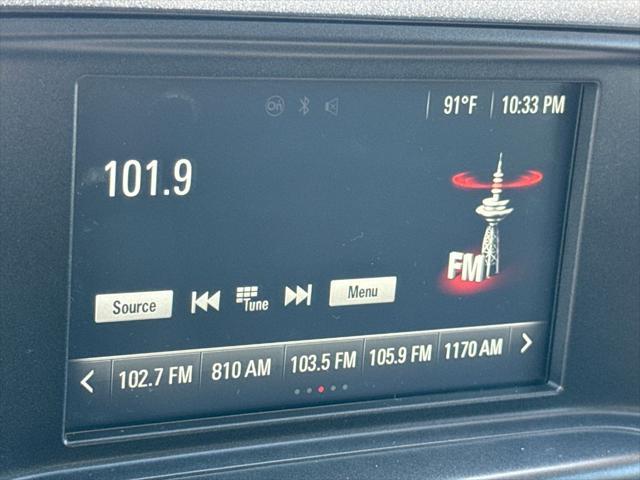 On 91°F 10:33 PM
101.9
FM
Source Tune Menu
102.7 FM 810 AM 103.5 FM 105.9 FM 1170 AM